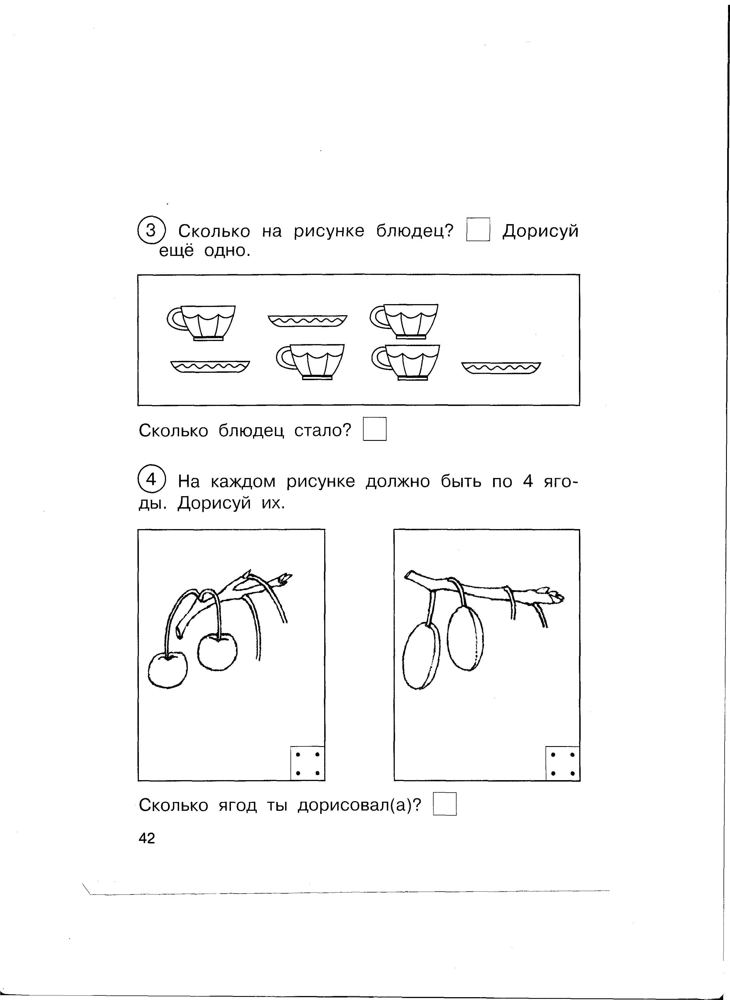 3 Сколько на рисунке блюдец? Дорисуй
ещё одно.
Сколько блюдец стало?
4 На каждом рисунке должно быть по 4 яго-
ды. Дорисуй их.
Сколько ягод ты дорисовал(а)?
42